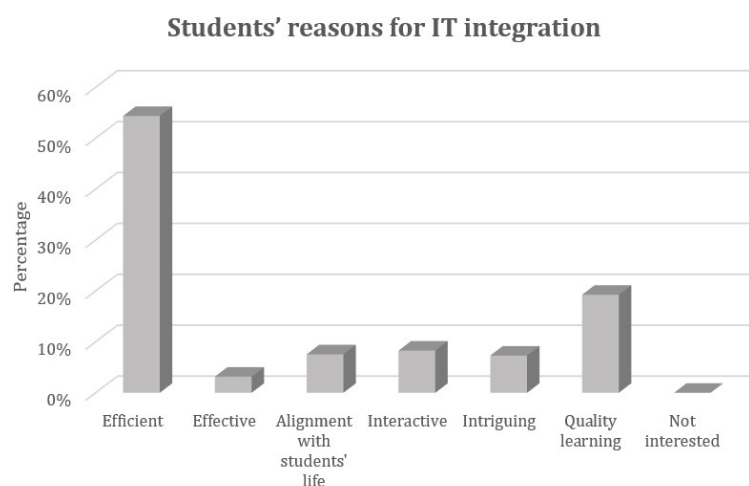 Students’ reasons for IT integration
Percentage
60%
50%
40%
30%
20%
10%
0%
Efficient
Effective
Alignment
with
students'
life
Interactive
Intriguing
Quality
learning
Not
interested